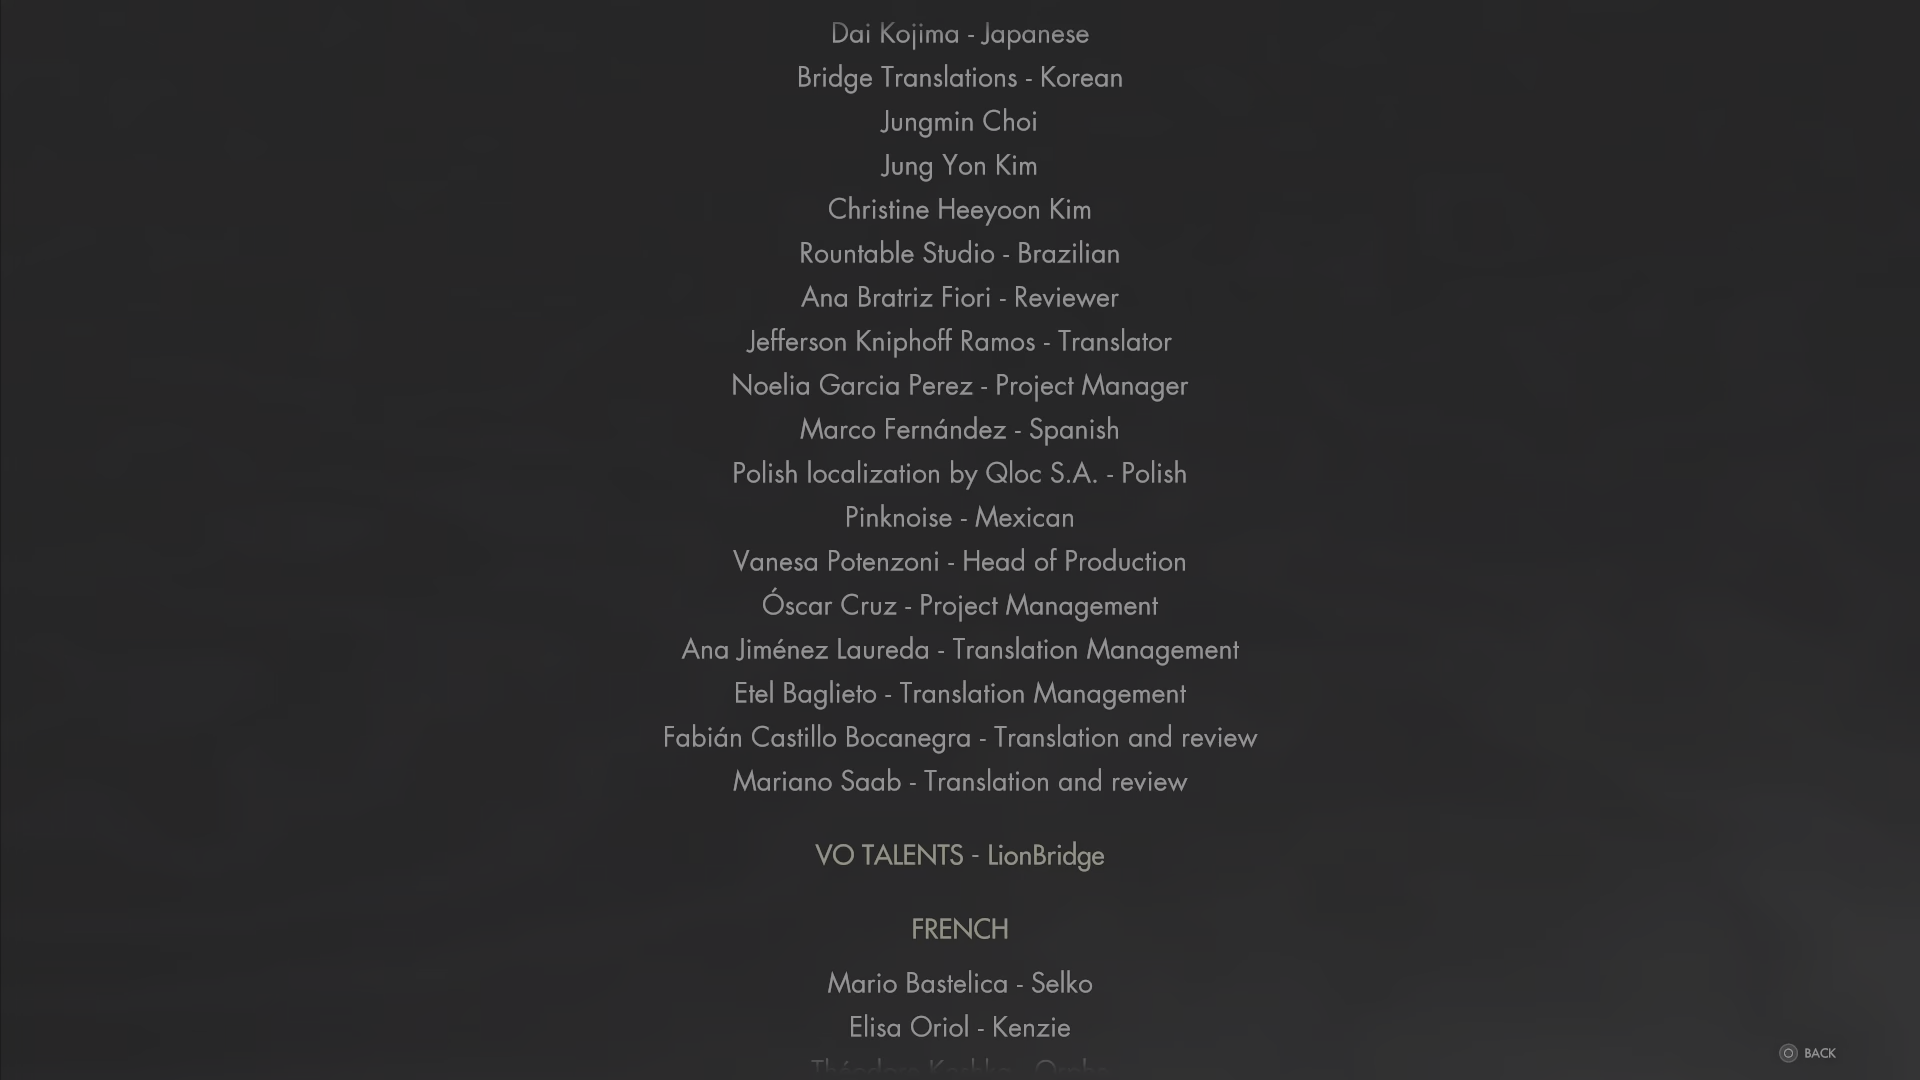 Dai Kojima - Japanese
Bridge Translations - Korean
Jungmin Choi
Jung Yon Kim
Christine Heeyoon Kim
Rountable Studio - Brazilian
Ana Bratriz Fiori - Reviewer
Jefferson Kniphoff Ramos - Translator
Noelia Garcia Perez - Project Manager
Marco Fernández - Spanish
Polish localization by Qloc S.A. - Polish
Pinknoise - Mexican
Vanesa Potenzoni - Head of Production
Óscar Cruz - Project Management
Ana Jiménez Laureda - Translation Management
Etel Baglieto - Translation Management
Fabián Castillo Bocanegra - Translation and review
Mariano Saab - Translation and review
VO TALENTS - LionBridge
FRENCH
Mario Bastelica - Selko
Elisa Oriol - Kenzie
BACK